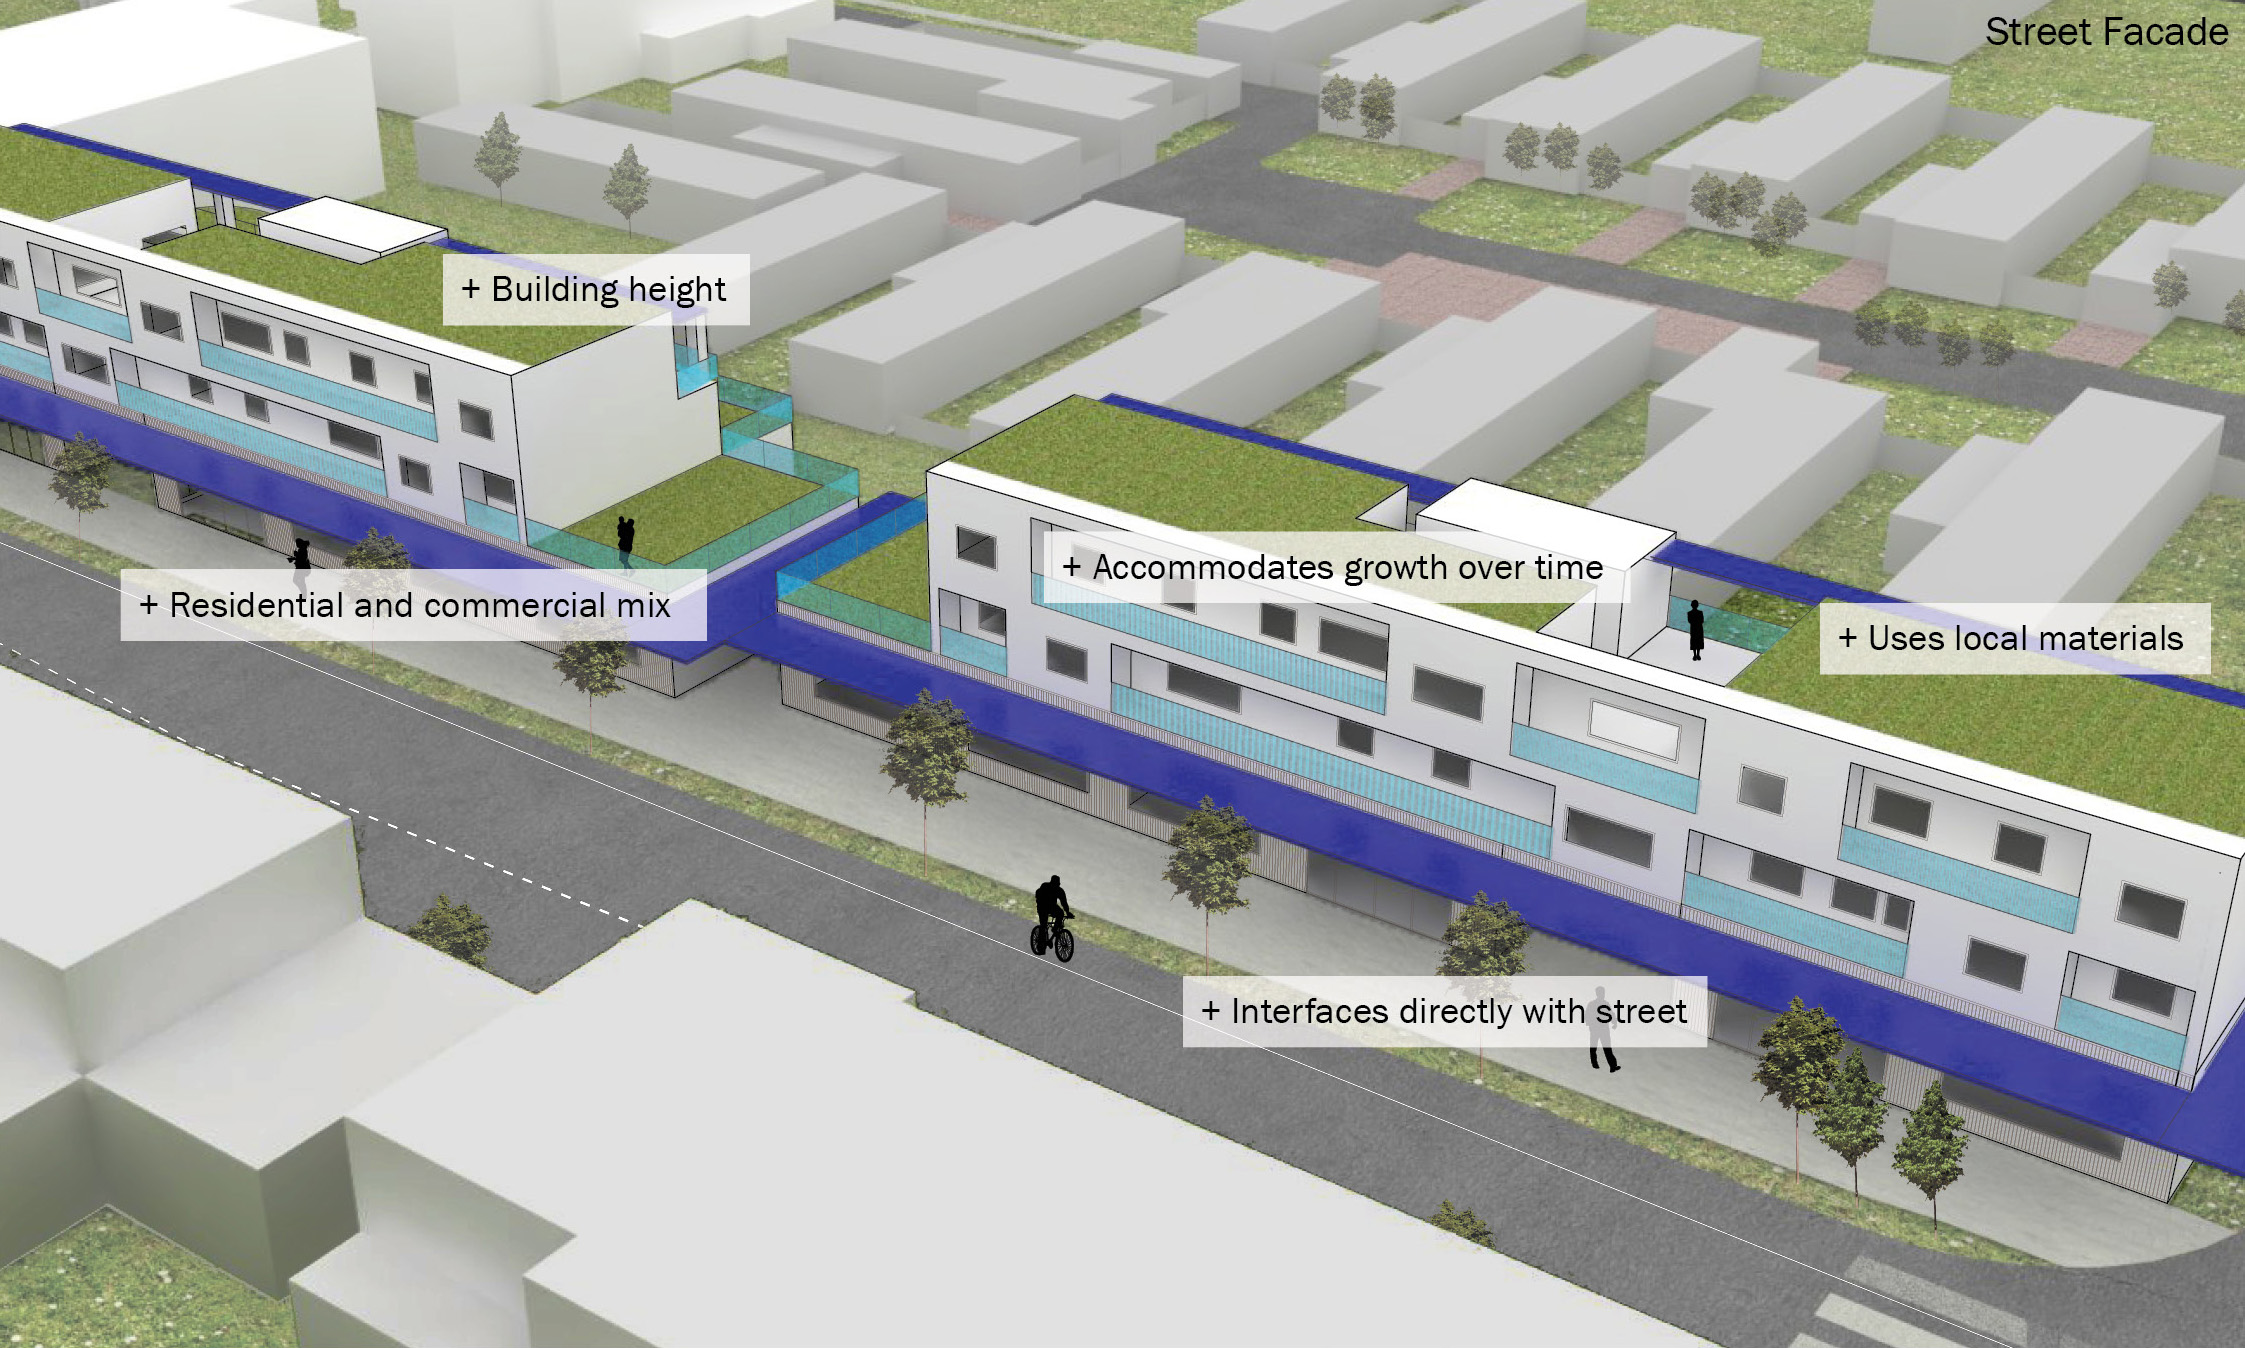 Street Facade
+ Building height
+ Accommodates growth over time
+ Residential and commercial mix
+ Uses local materials
+ Interfaces directly with street